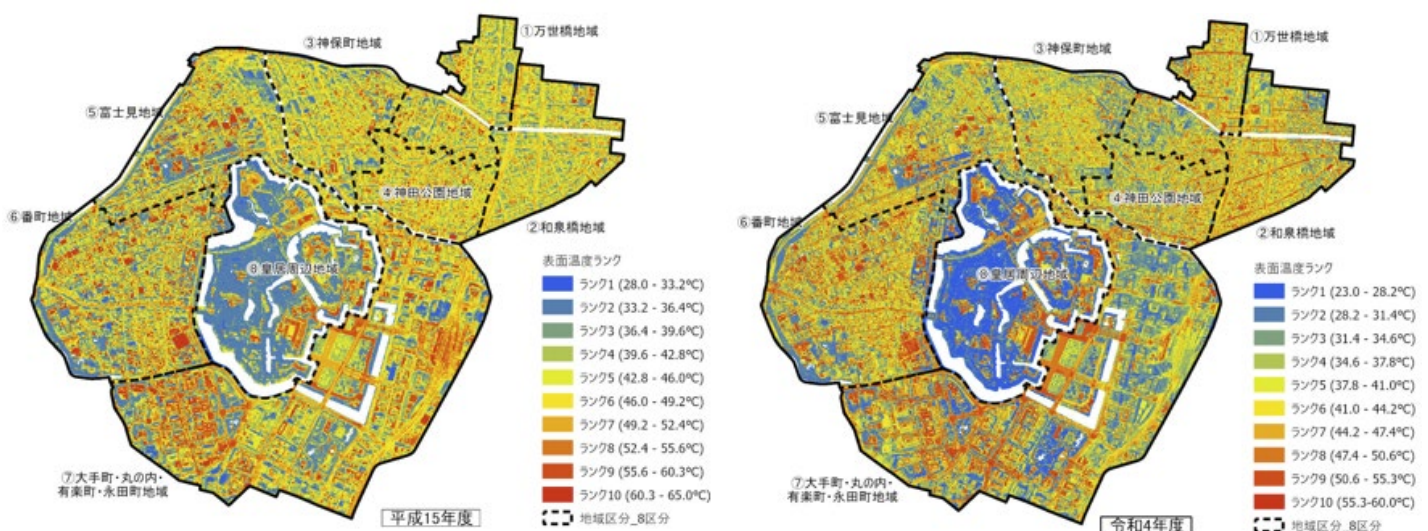 ③神保町地域
①万世橋地域
⑤富士見地域
④神田公園地域
⑥番町地域
②和泉橋地域
⑧皇居周辺地域
⑦大手町・丸の内・
有楽町・永田町地域
表面温度ランク
ランク1 (28.0 - 33.2℃)
ランク2 (33.2 - 36.4℃)
ランク3 (36.4 - 39.6℃)
ランク4 (39.6 - 42.8℃)
ランク5 (42.8 - 46.0℃)
ランク6 (46.0 - 49.2℃)
ランク7 (49.2 - 52.4℃)
ランク8 (52.4 - 55.6℃)
ランク9 (55.6 - 60.3℃)
ランク10 (60.3 - 65.0℃)
地域区分_8区分
平成15年度
③神保町地域
①万世橋地域
⑤富士見地域
④神田公園地域
⑥番町地域
②和泉橋地域
⑧皇居周辺地域
⑦大手町・丸の内・
有楽町・永田町地域
表面温度ランク
ランク1 (23.0 - 28.2℃)
ランク2 (28.2 - 31.4℃)
ランク3 (31.4 - 34.6℃)
ランク4 (34.6 - 37.8℃)
ランク5 (37.8 - 41.0℃)
ランク6 (41.0 - 44.2℃)
ランク7 (44.2 - 47.4℃)
ランク8 (47.4 - 50.6℃)
ランク9 (50.6 - 55.3℃)
ランク10 (55.3-60.0℃)
地域区分_8区分
令和4年度